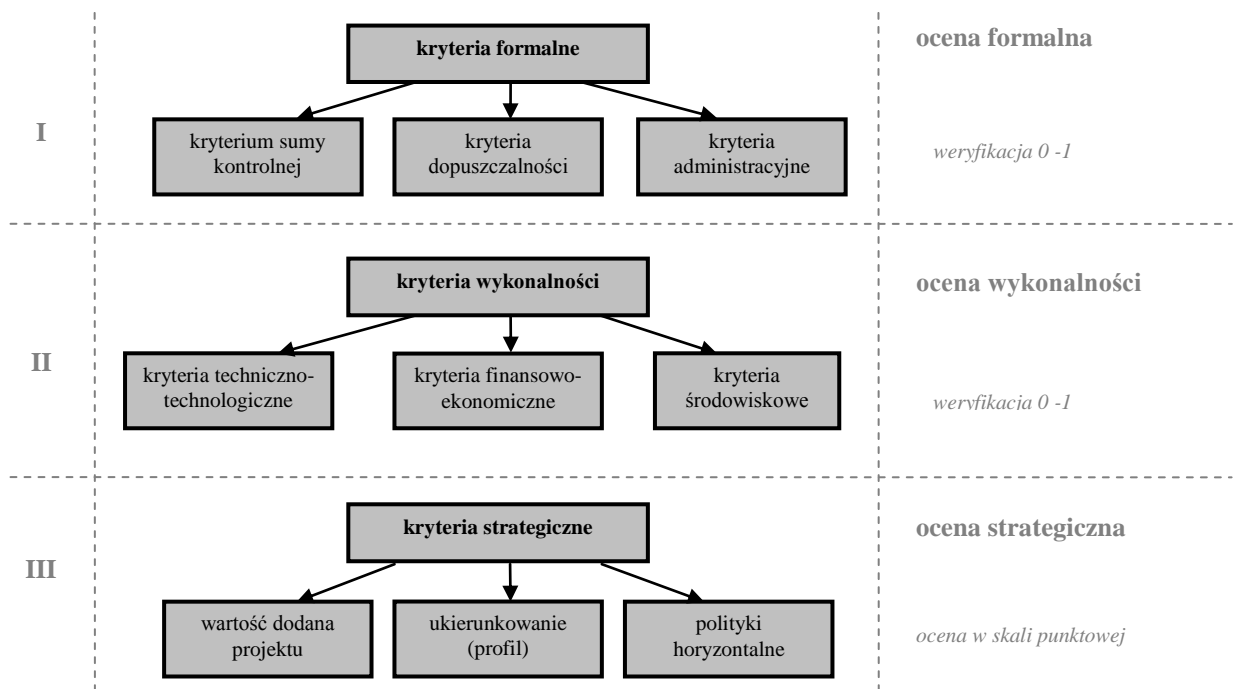 kryteria formalne
ocena formalna
I
kryterium sumy
kontrolnej
kryteria
dopuszczalności
kryteria
administracyjne
weryfikacja 0 -1
kryteria wykonalności
ocena wykonalności
II
kryteria techniczno-
technologiczne
kryteria finansowo-
ekonomiczne
kryteria
środowiskowe
weryfikacja 0 -1
kryteria strategiczne
ocena strategiczna
III
wartość dodana
projektu
ukierunkowanie
(profil)
polityki
horyzontalne
ocena w skali punktowej